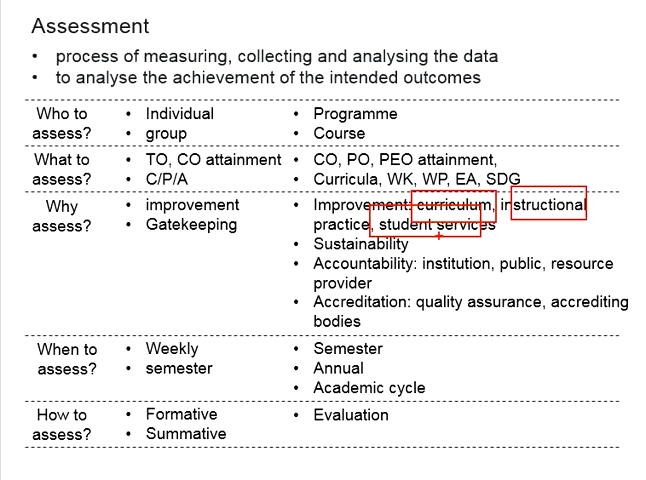 Assessment
• process of measuring, collecting and analysing the data
• to analyse the achievement of the intended outcomes
Who to assess?
• Individual
• group
• Programme
• Course
What to assess?
• TO, CO attainment
• C/P/A
• CO, PO, PEO attainment,
• Curricula, WK, WP, EA, SDG
Why assess?
• improvement
• Gatekeeping
• Improvement: curriculum, instructional
practice, student services
• Sustainability
• Accountability: institution, public, resource
provider
• Accreditation: quality assurance, accrediting
bodies
When to assess?
• Weekly
• semester
• Semester
• Annual
• Academic cycle
How to assess?
• Formative
• Summative
• Evaluation